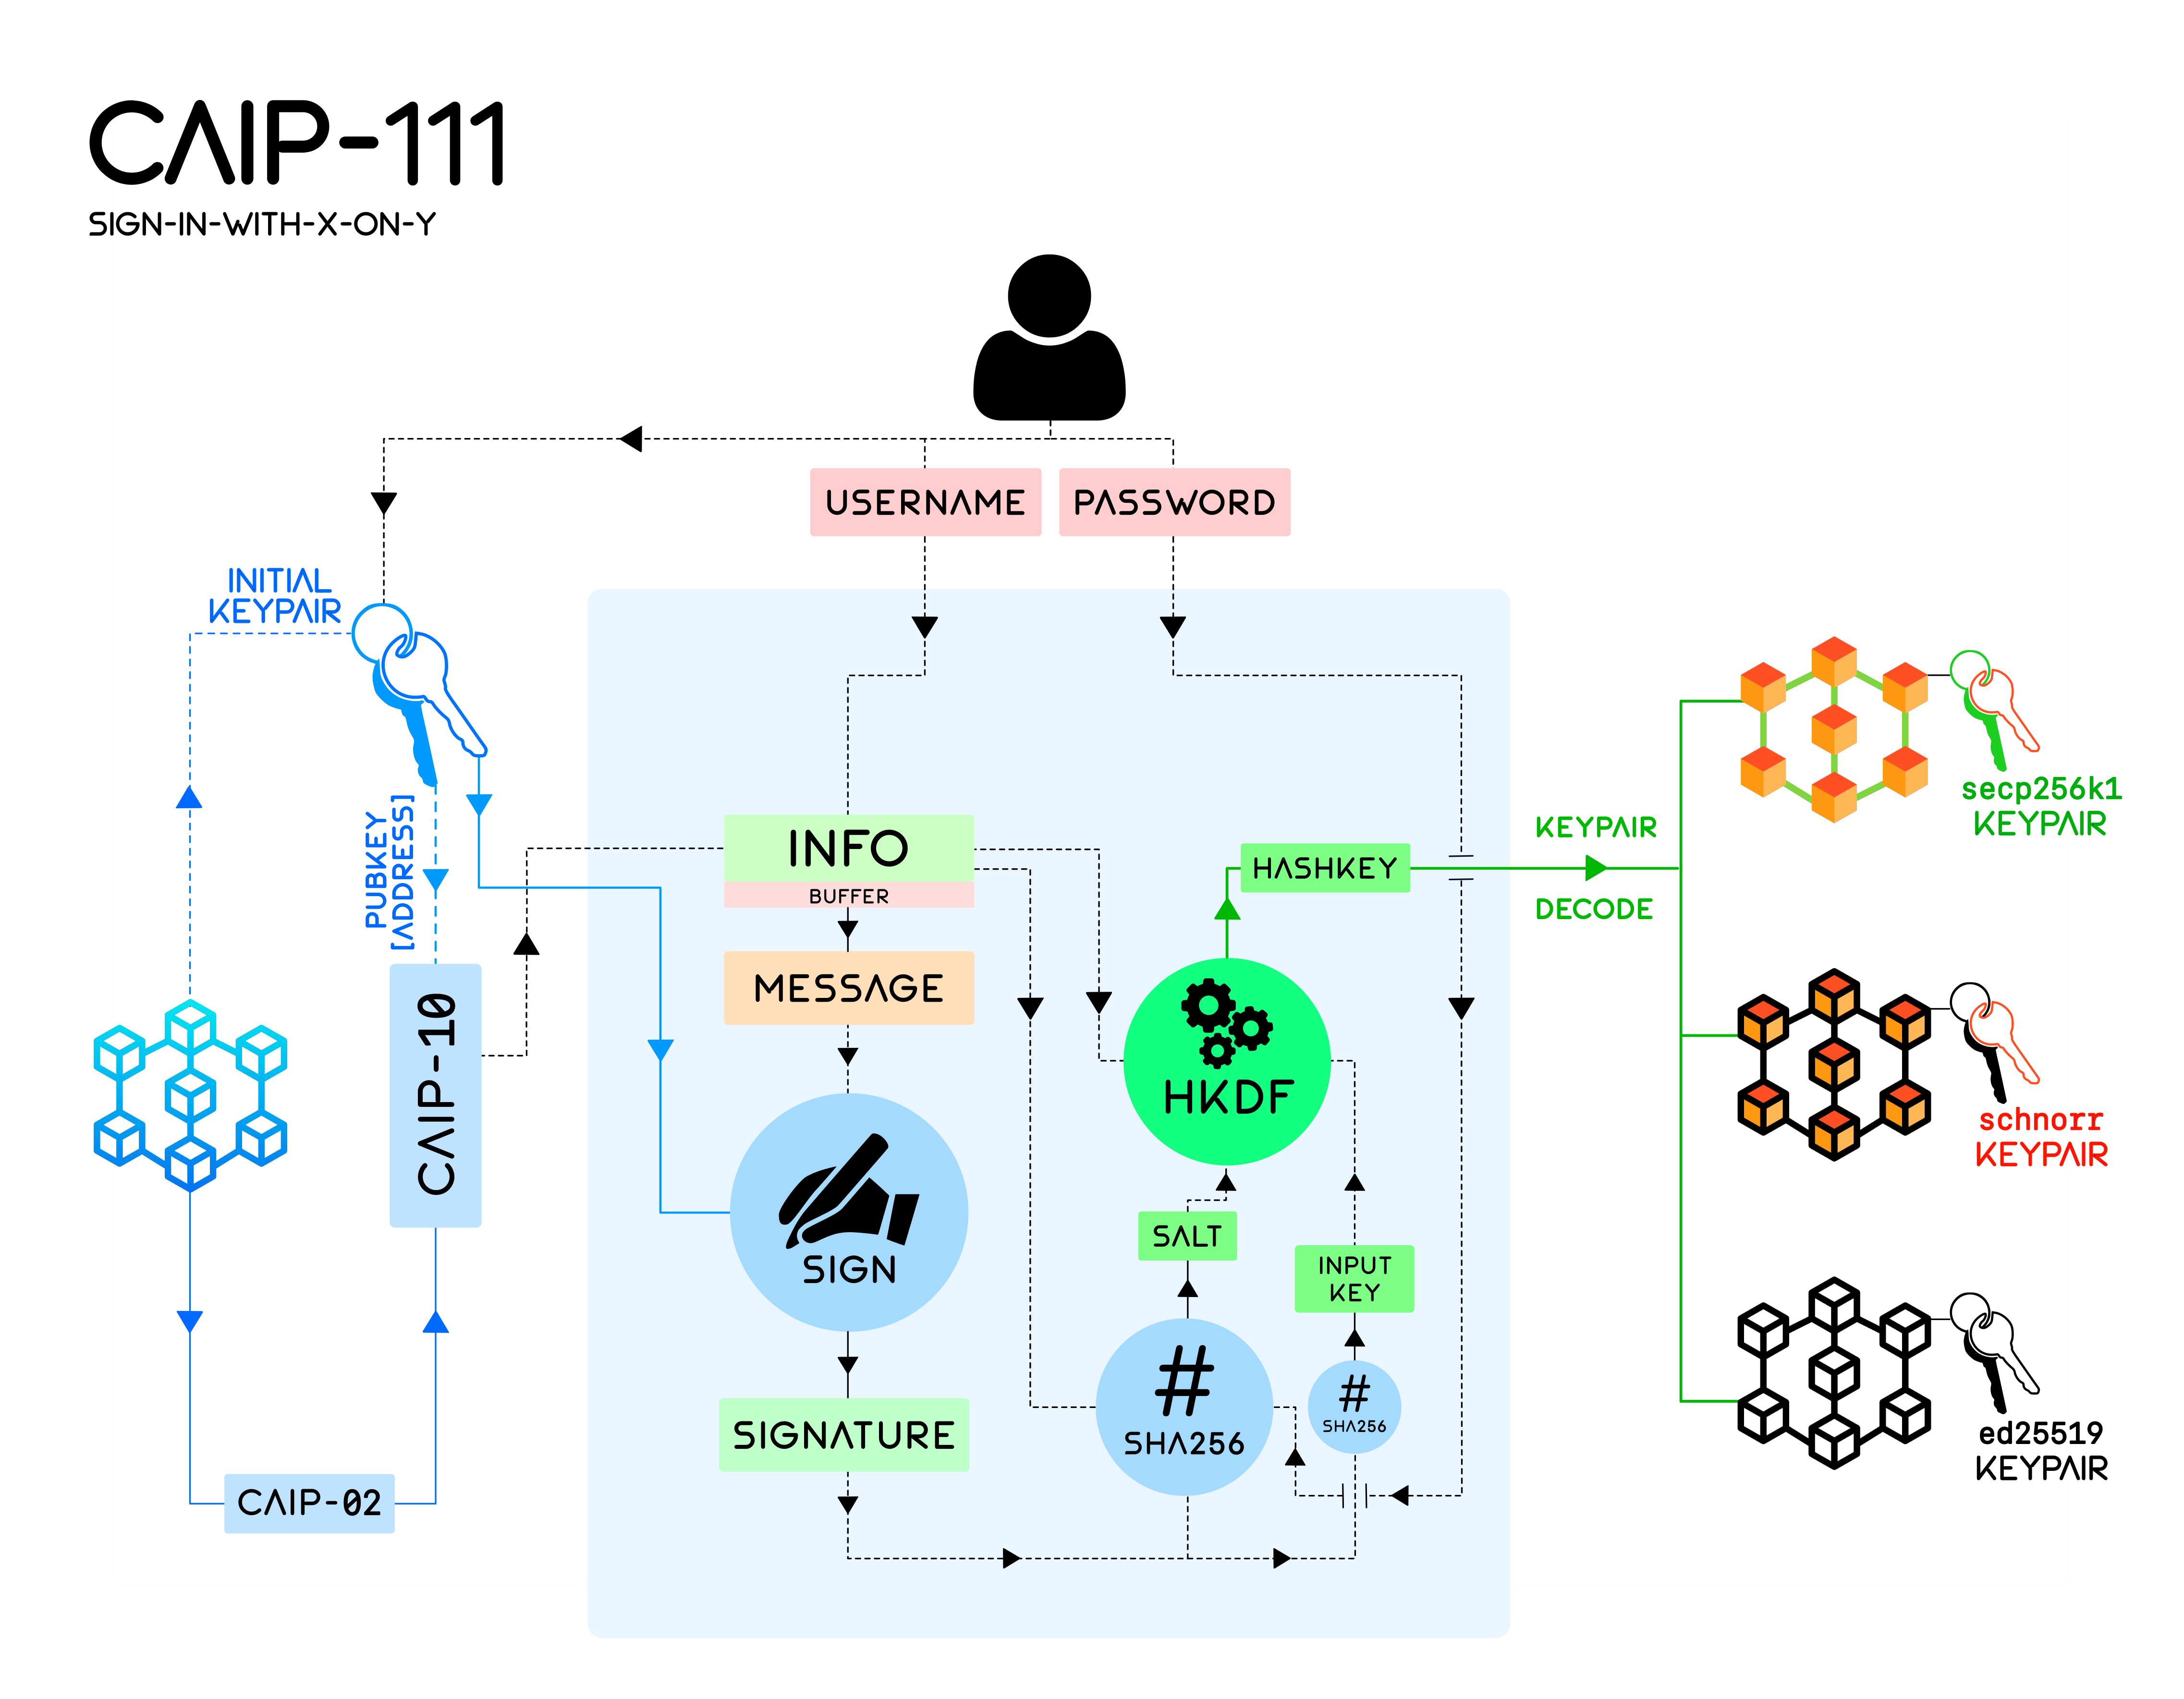 CAIP-111
SIGN-IN-WITH-X-ON-Y
USERNAME
PASSWORD
INITIAL
KEYPAIR
PUBKEY
[ADDRESS]
CAIP-10
CAIP-02
INFO
BUFFER
MESSAGE
SIGN
SIGNATURE
HASHKEY
HKDF
SALT
INPUT
KEY
#
SHA256
#
SHA256
KEYPAIR
DECODE
secp256k1
KEYPAIR
schnorr
KEYPAIR
ed25519
KEYPAIR